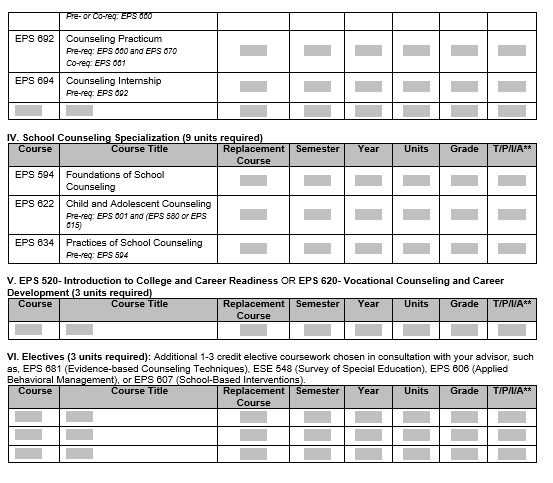 Pre- or Co-req: EPS 660
EPS 692 Counseling Practicum
Pre-req: EPS 660 and EPS 670
Co-req: EPS 661
EPS 694 Counseling Internship
Pre-req: EPS 692
IV. School Counseling Specialization (9 units required)
Course Course Title Replacement Course Semester Year Units Grade T/P/I/A**
EPS 594 Foundations of School
Counseling
EPS 622 Child and Adolescent Counseling
Pre-req: EPS 601 and (EPS 580 or EPS
615)
EPS 634 Practices of School Counseling
Pre-req: EPS 594
V. EPS 520- Introduction to College and Career Readiness OR EPS 620- Vocational Counseling and Career
Development (3 units required)
Course Course Title Replacement Course Semester Year Units Grade T/P/I/A**
VI. Electives (3 units required): Additional 1-3 credit elective coursework chosen in consultation with your advisor, such
as, EPS 681 (Evidence-based Counseling Techniques), ESE 548 (Survey of Special Education), EPS 606 (Applied
Behavioral Management), or EPS 607 (School-Based Interventions).
Course Course Title Replacement Course Semester Year Units Grade T/P/I/A**